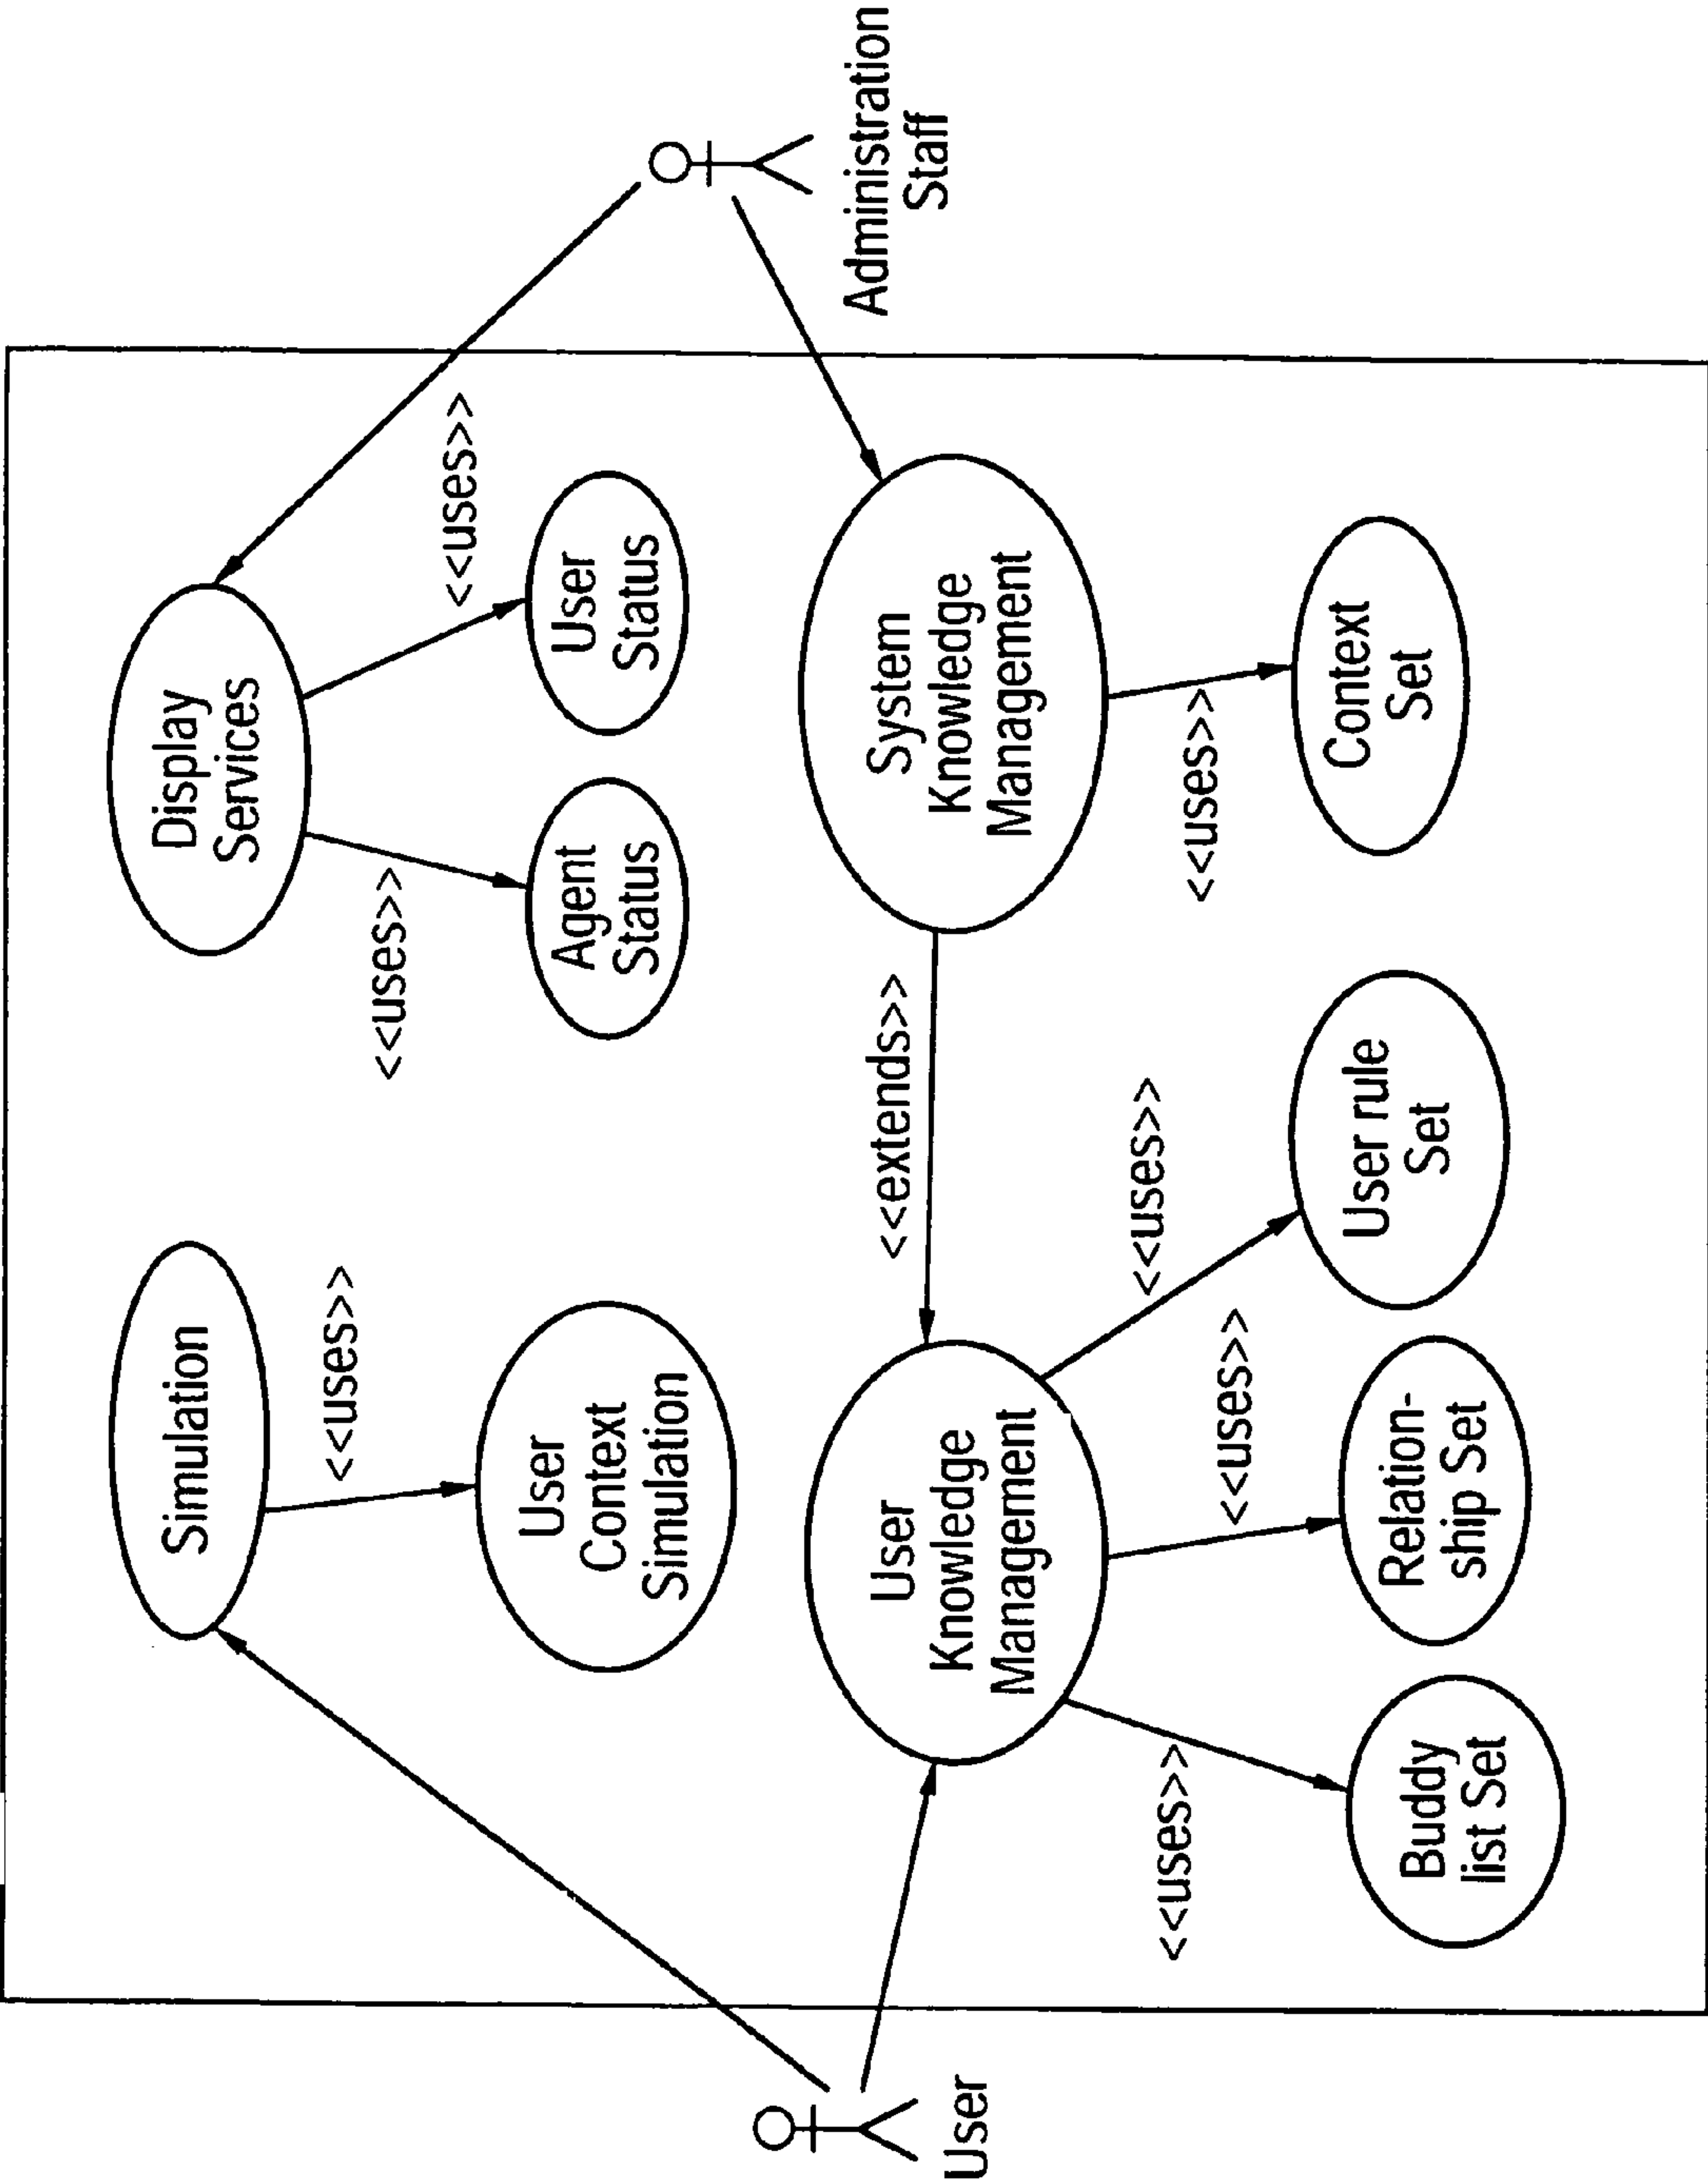 Simulation
<<uses>>
User
Context
Simulation
Display
Services
<<uses>>
Agent
Status
<<uses>>
User
Status
Administration
Staff
User
User
Knowledge
Management
<<extends>>
System
Knowledge
Management
<<uses>>
Buddy
list Set
<<uses>>
Relation-
ship Set
<<uses>>
User rule
Set
<<uses>>
Context
Set